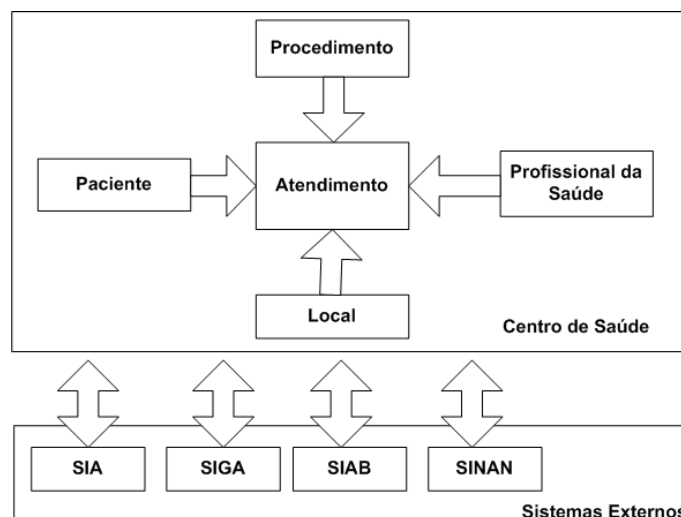 Procedimento
Paciente
Atendimento
Profissional da
Saúde
Local
Centro de Saúde
SIA
SIGA
SIAB
SINAN
Sistemas Externos